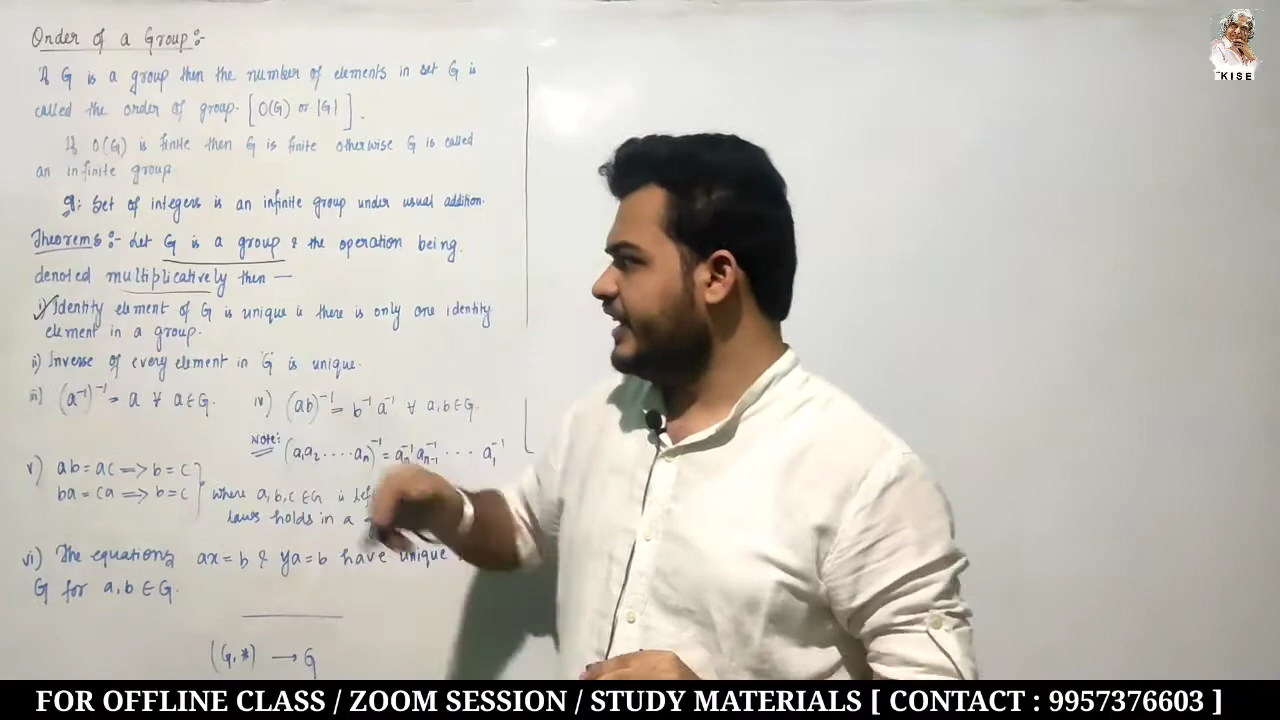 Order of a Group:-
If G is a group then the number of elements in set G is
called the order of group. [O(G) or |G|].
If O(G) is finite then G is finite otherwise G is called
an infinite group
eg: Set of integers is an infinite group under usual addition.
Theorems:- Let G is a group & the operation being
denoted multiplicatively then —
i) Identity element of G is unique is there is only one identity
element in a group.
ii) Inverse of every element in G is unique.
iii) (a⁻¹)⁻¹ = a ∀ a∈G. iv) (ab)⁻¹ = b⁻¹ a⁻¹ ∀ a,b∈G.
Note: (a₁a₂.....aₙ)⁻¹ = aₙ⁻¹ aₙ₋₁⁻¹ ... a₁⁻¹
v) ab = ac => b = c
ba = ca => b = c } where a,b,c ∈G is
laws holds in a
vi) The equations ax = b & ya = b have unique
G for a,b ∈ G.
(G,*) → G
KISE
FOR OFFLINE CLASS / ZOOM SESSION / STUDY MATERIALS [ CONTACT : 9957376603 ]